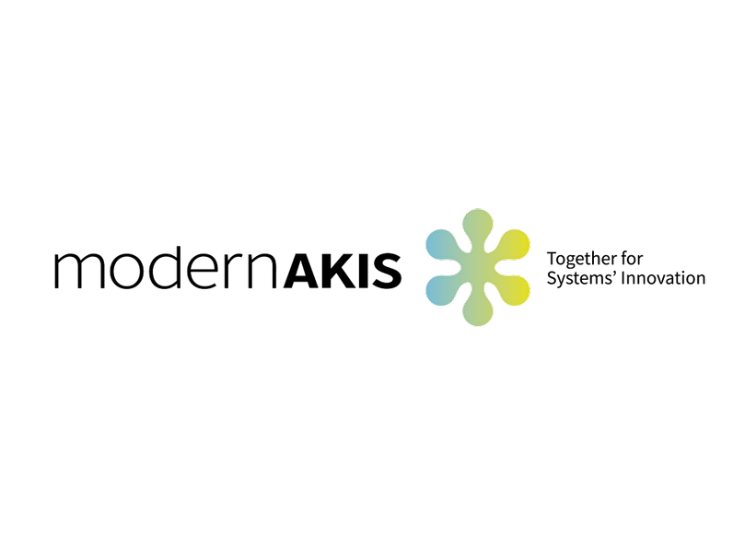 modernAKIS
Together for
Systems’ Innovation